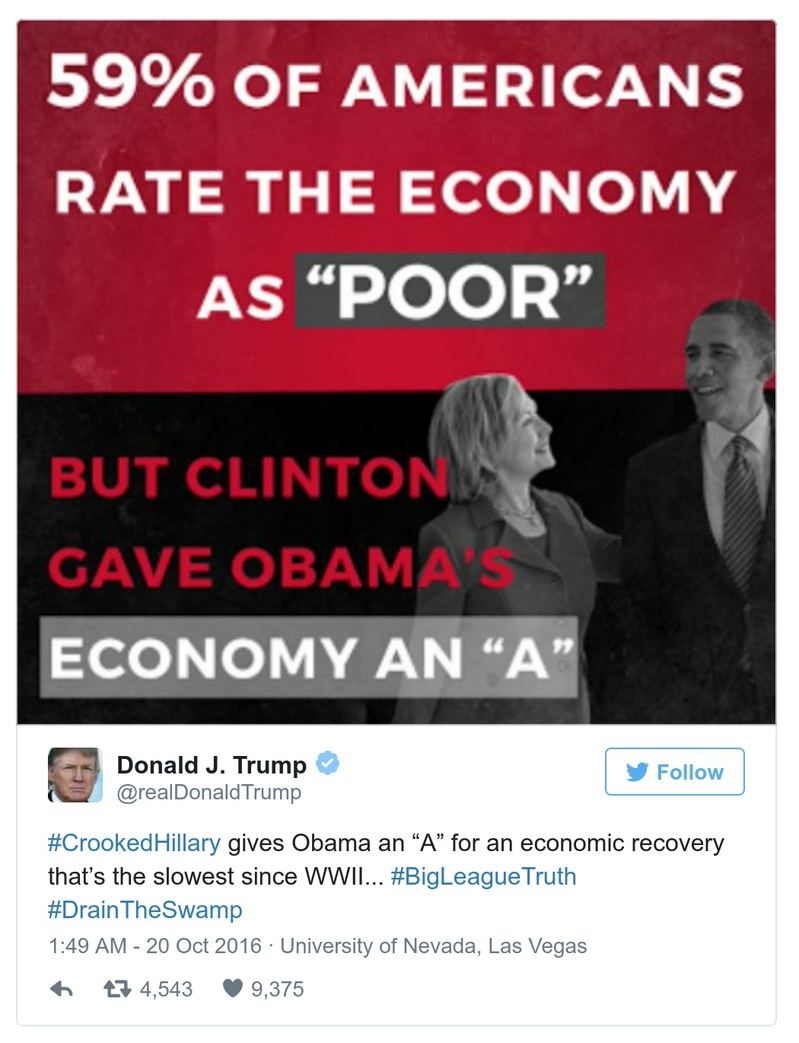 59% OF AMERICANS
RATE THE ECONOMY
AS “POOR”
BUT CLINTON
GAVE OBAMA’S
ECONOMY AN “A”
Donald J. Trump
@realDonaldTrump
Follow
#CrookedHillary gives Obama an “A” for an economic recovery
that’s the slowest since WWII... #BigLeagueTruth
#DrainTheSwamp
1:49 AM - 20 Oct 2016 · University of Nevada, Las Vegas
4,543 9,375